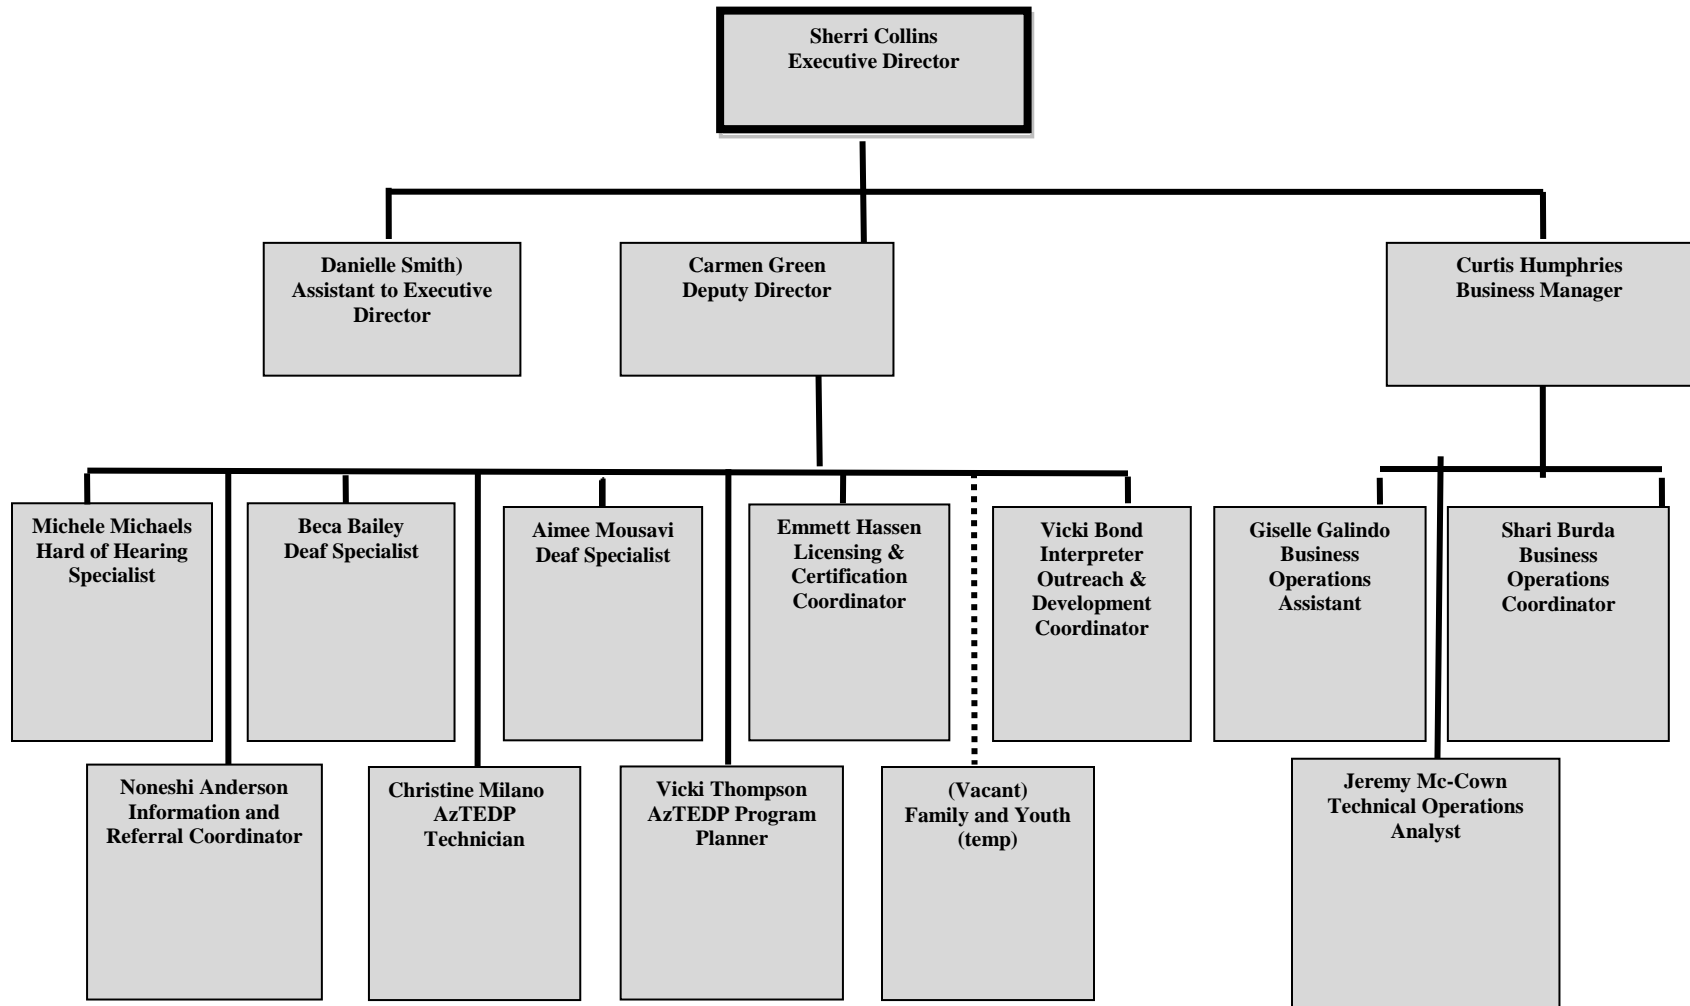 Sherri Collins
Executive Director
Danielle Smith)
Assistant to Executive
Director
Carmen Green
Deputy Director
Curtis Humphries
Business Manager
Michele Michaels
Hard of Hearing
Specialist
Beca Bailey
Deaf Specialist
Aimee Mousavi
Deaf Specialist
Emmett Hassen
Licensing &
Certification
Coordinator
Vicki Bond
Interpreter
Outreach &
Development
Coordinator
Giselle Galindo
Business
Operations
Assistant
Shari Burda
Business
Operations
Coordinator
Noneshi Anderson
Information and
Referral Coordinator
Christine Milano
AzTEDP
Technician
Vicki Thompson
AzTEDP Program
Planner
(Vacant)
Family and Youth
(temp)
Jeremy Mc-Cown
Technical Operations
Analyst